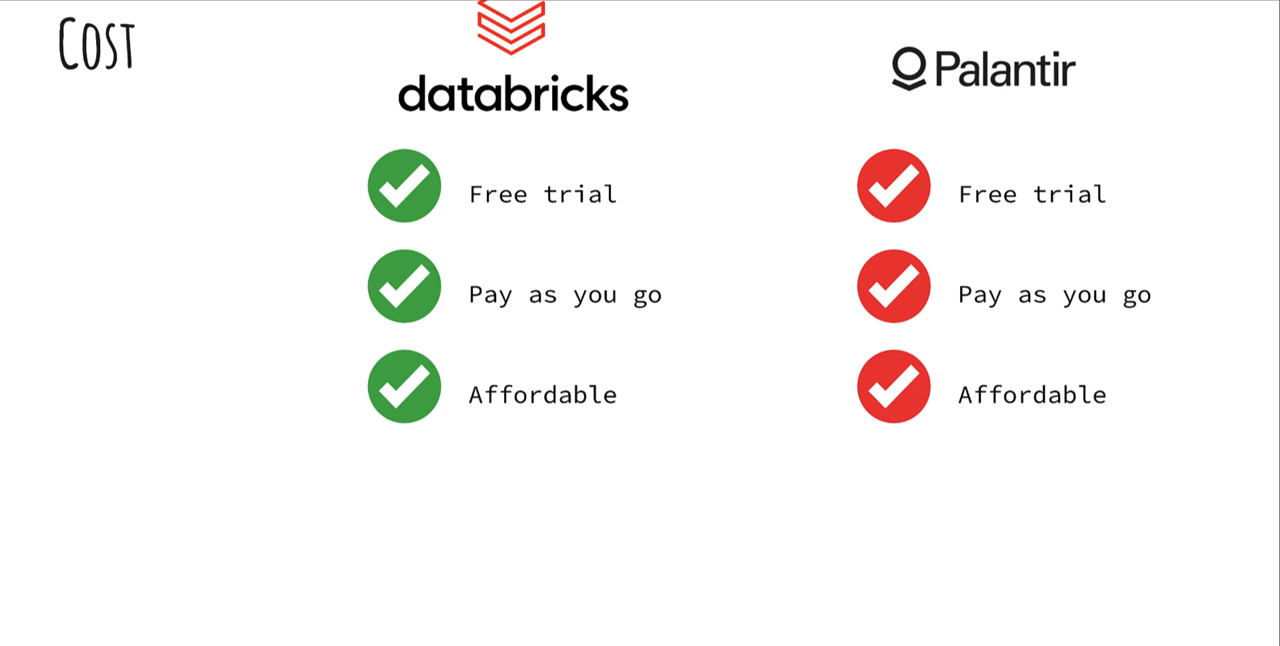 Cost
databricks
Palantir
Free trial
Free trial
Pay as you go
Pay as you go
Affordable
Affordable